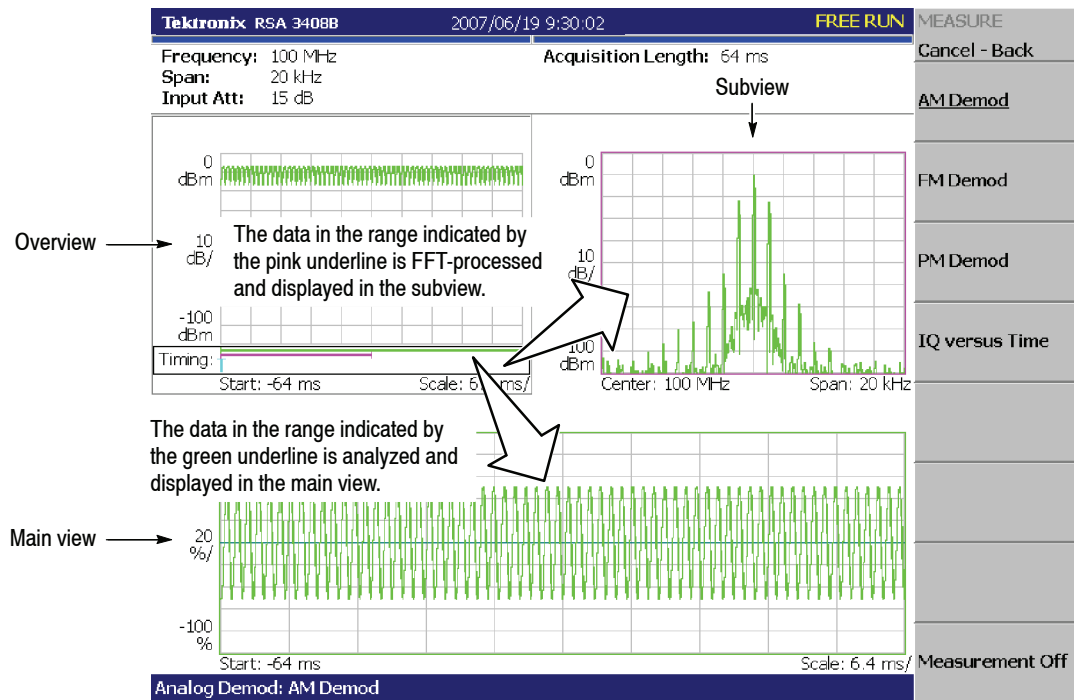 Tektronix RSA 3408B 2007/06/19 9:30:02 FREE RUN
MEASURE
Cancel - Back
Frequency: 100 MHz
Span: 20 kHz
Input Att: 15 dB
Acquisition Length: 64 ms
Subview
AM Demod
FM Demod
PM Demod
IQ versus Time
Measurement Off
Overview
0
dBm
10
dB/
-100
dBm
Timing:
Start: -64 ms
Scale: ms/
The data in the range indicated by
the pink underline is FFT-processed
and displayed in the subview.
0
dBm
10
dB/
100
dBm
Center: 100 MHz Span: 20 kHz
The data in the range indicated by
the green underline is analyzed and
displayed in the main view.
Main view
20
%/
-100
%
Start: -64 ms Scale: 6.4 ms/
Analog Demod: AM Demod